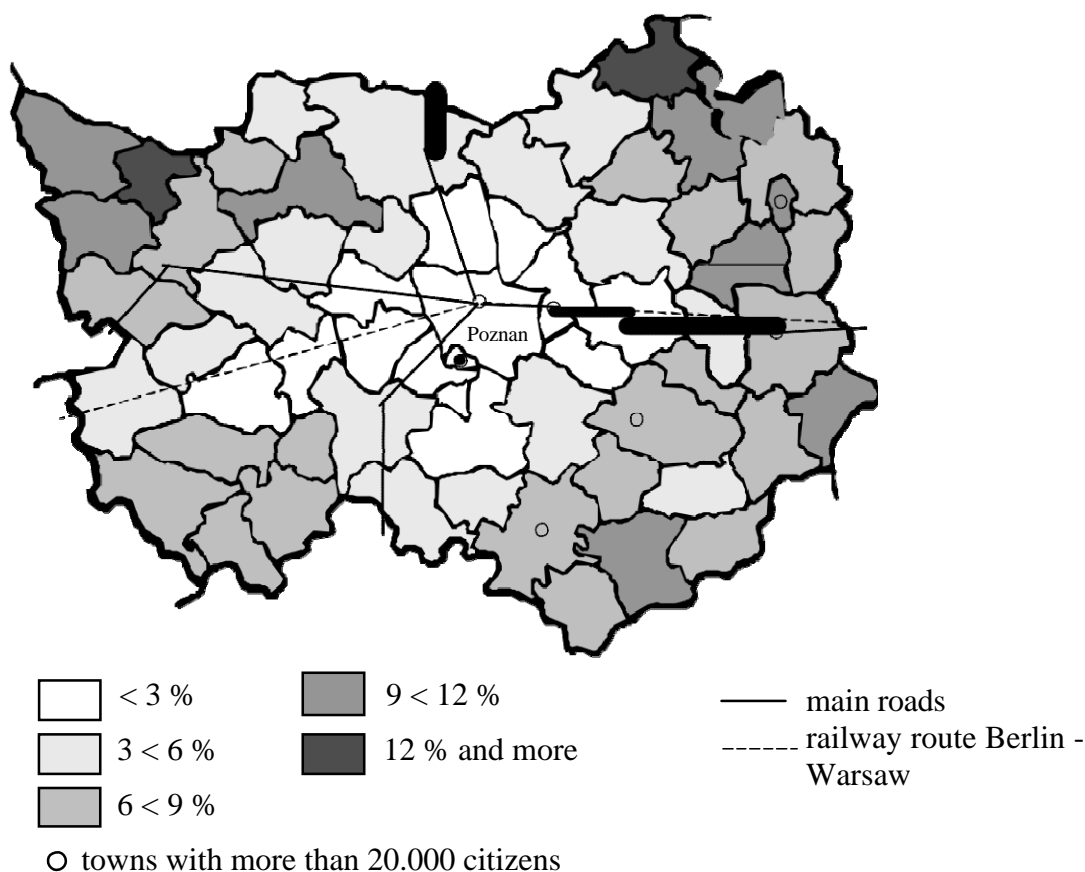 Poznan
< 3 %
3 < 6 %
6 < 9 %
9 < 12 %
12 % and more
main roads
railway route Berlin -
Warsaw
towns with more than 20.000 citizens